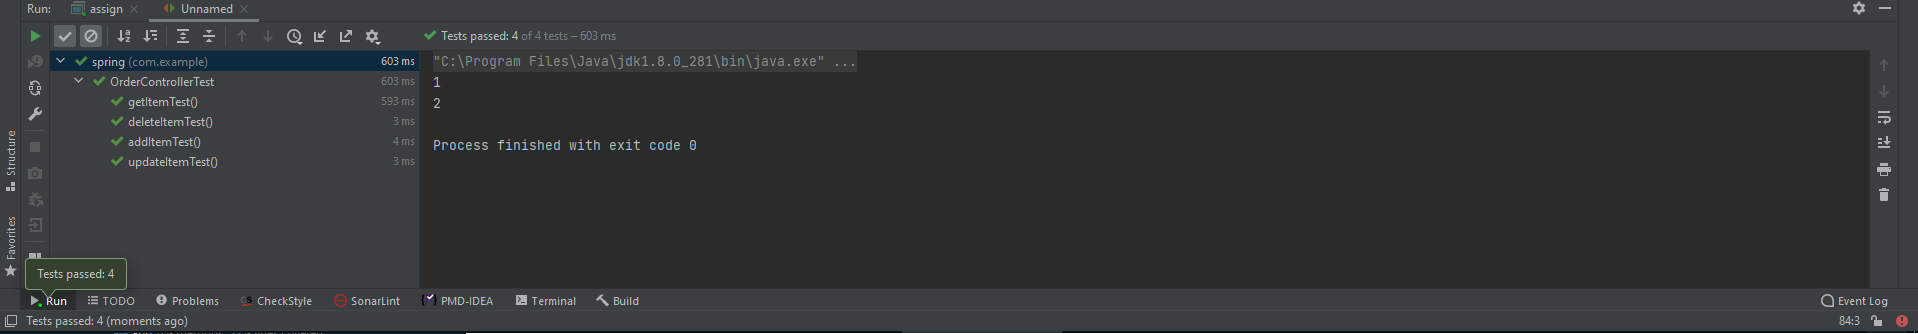 Run: assign Unnamed
Tests passed: 4 of 4 tests – 603 ms
spring (com.example) 603 ms
OrderControllerTest 603 ms
getItemTest() 593 ms
deleteItemTest() 3 ms
addItemTest() 4 ms
updateItemTest() 3 ms
"C:\Program Files\Java\jdk1.8.0_281\bin\java.exe" ...
1
2
Process finished with exit code 0
Structure
Favorites
Tests passed: 4
Run TODO Problems CheckStyle SonarLint PMD-IDEA Terminal Build Event Log
Tests passed: 4 (moments ago) 84:3